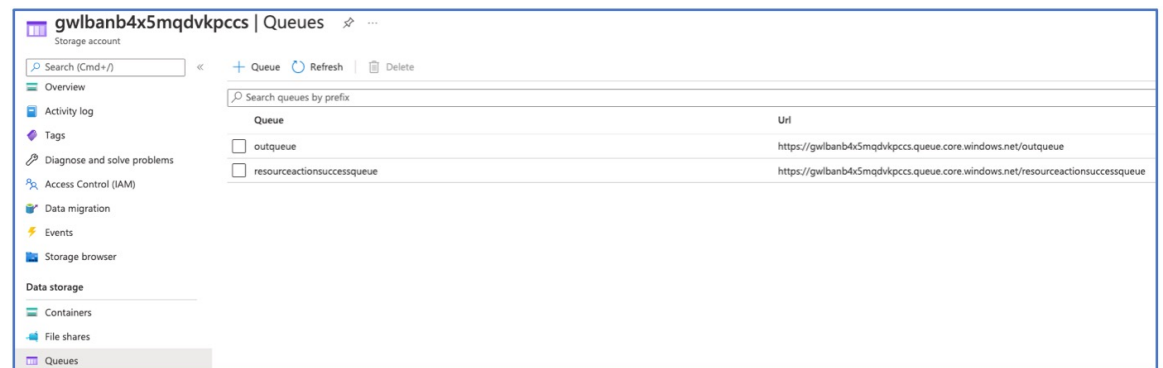 gwlbanb4x5mqdvkpccs | Queues
Storage account
Search (Cmd+/)
Overview
Activity log
Tags
Diagnose and solve problems
Access Control (IAM)
Data migration
Events
Storage browser
Data storage
Containers
File shares
Queues
Queue Refresh Delete
Search queues by prefix
Queue Url
outqueue https://gwlbanb4x5mqdvkpccs.queue.core.windows.net/outqueue
resourceactionsuccessqueue https://gwlbanb4x5mqdvkpccs.queue.core.windows.net/resourceactionsuccessqueue